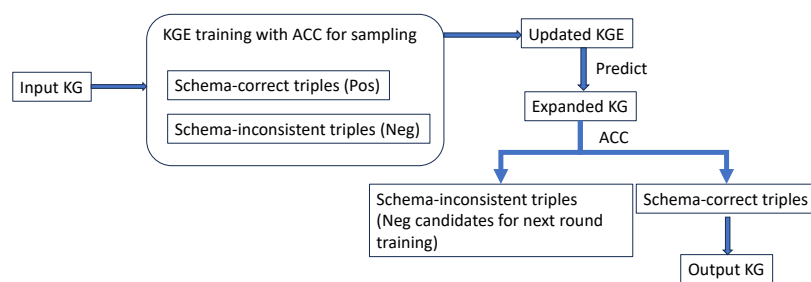 KGE training with ACC for sampling
Updated KGE
Input KG
Schema-correct triples (Pos)
Schema-inconsistent triples (Neg)
Predict
Expanded KG
ACC
Schema-inconsistent triples
(Neg candidates for next round
training)
Schema-correct triples
Output KG